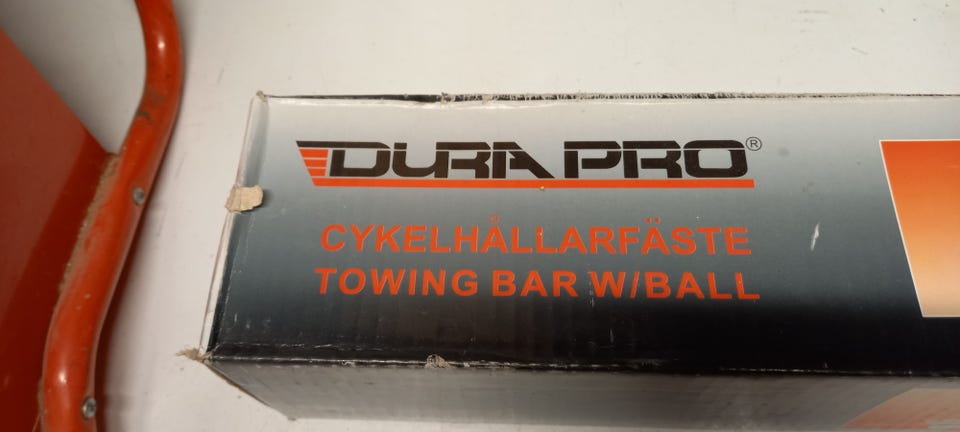 DURA PRO®
CYKELHÅLLARFÄSTE
TOWING BAR W/BALL